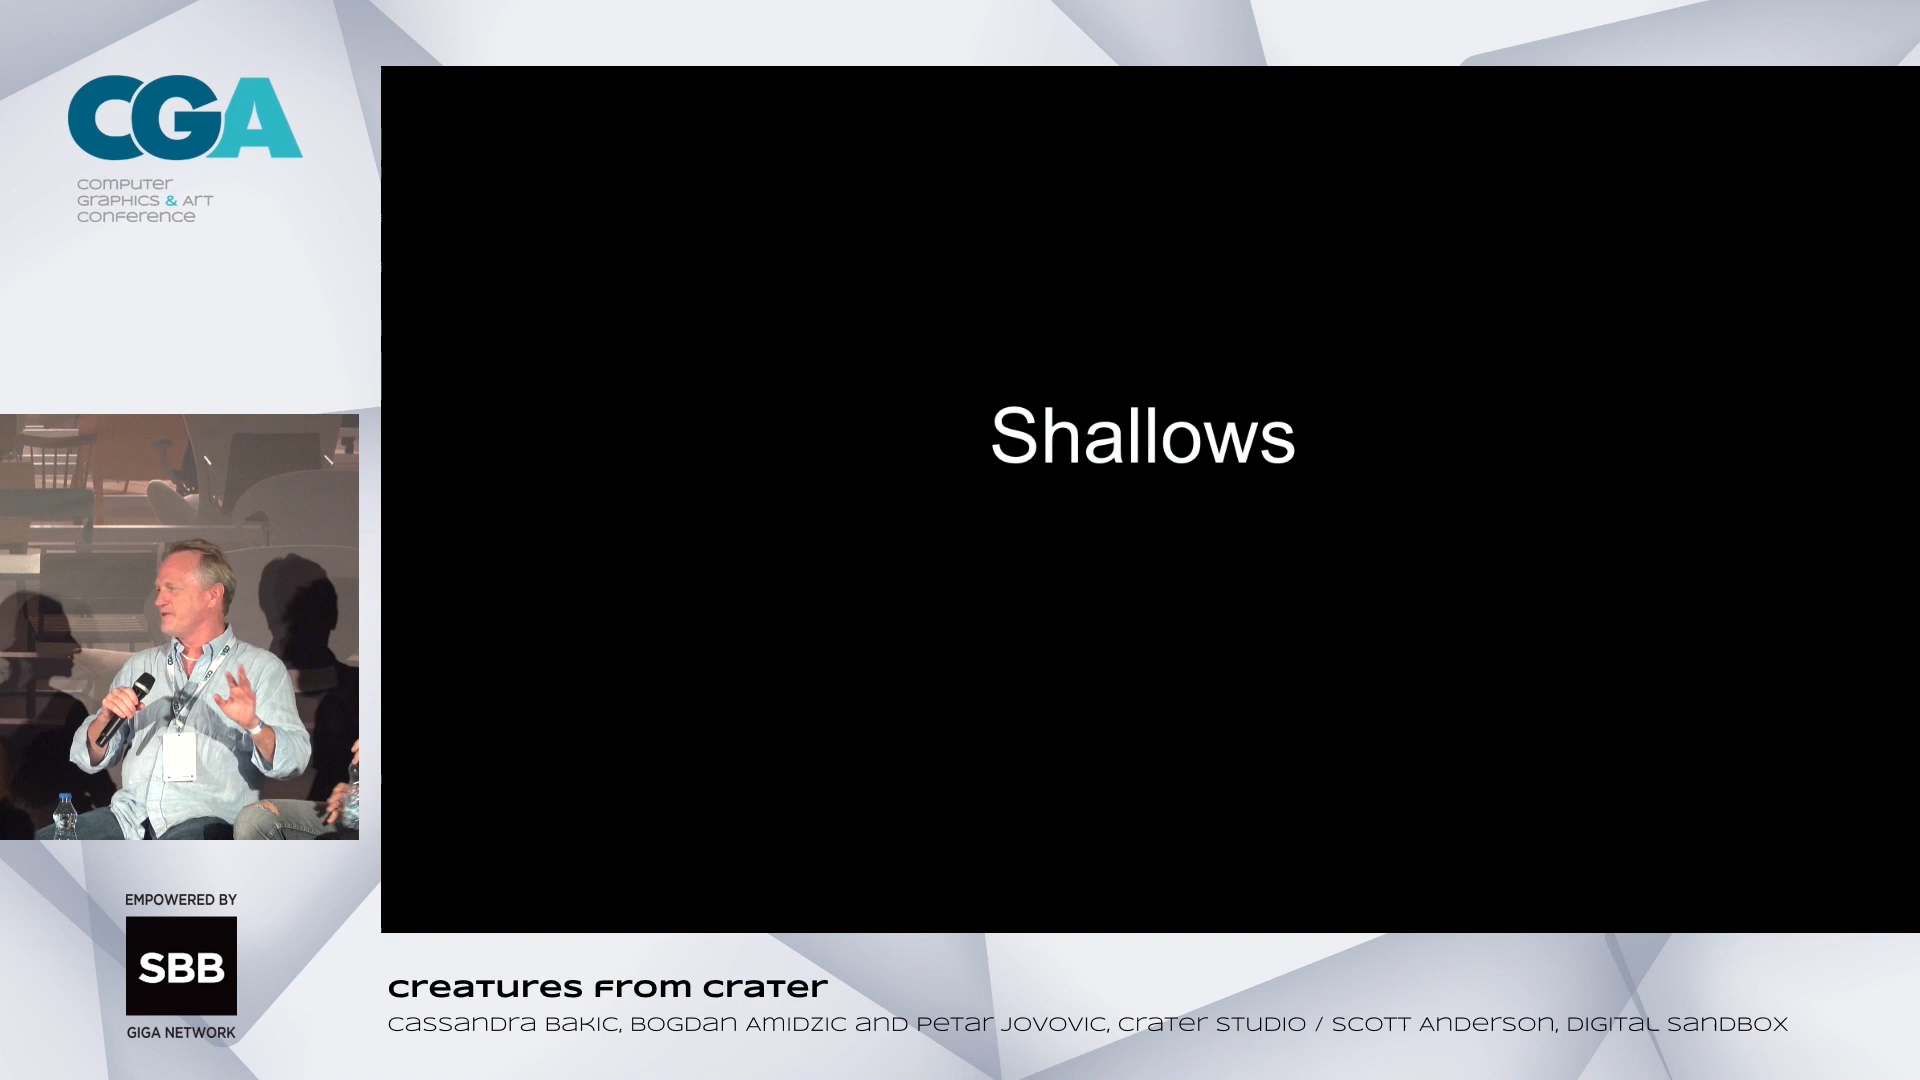 CGA
computer
graphics & art
conference
Shallows
EMPOWERED BY
SBB
GIGA NETWORK
creatures from crater
cassandra Bakic, Bogdan Amidzic and Petar Jovovic, crater studio / scott Anderson, digital sandbox